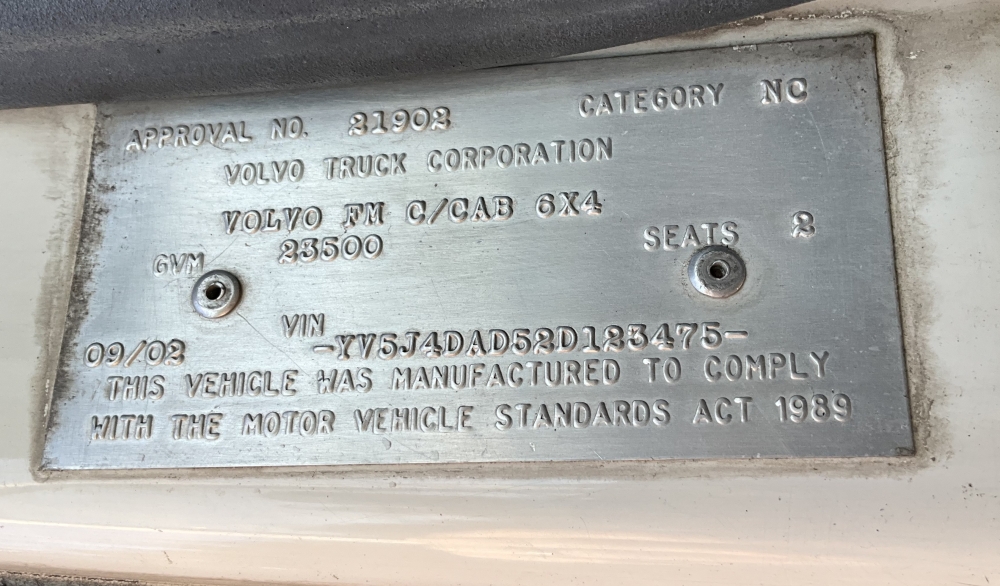 APPROVAL NO. 21902 CATEGORY NC
VOLVO TRUCK CORPORATION
VOLVO FM C/CAB 6X4
GVM 23500 SEATS 2
09/02 VIN -YV5J4DAD52D123475-
THIS VEHICLE WAS MANUFACTURED TO COMPLY
WITH THE MOTOR VEHICLE STANDARDS ACT 1989